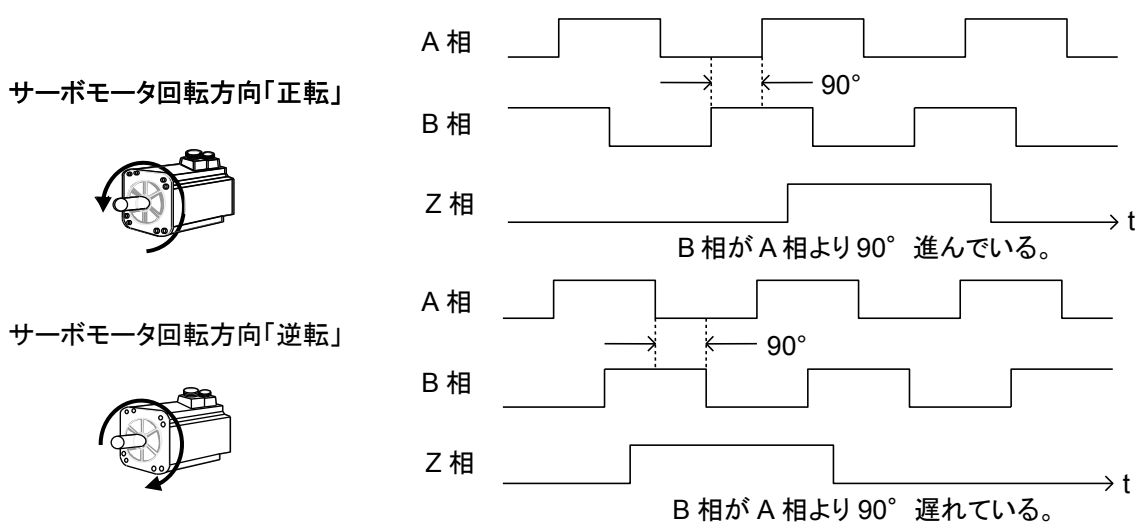 A 相
サーボモータ回転方向「正転」
90°
B 相
Z 相
t
B 相が A 相より 90° 進んでいる。
A 相
サーボモータ回転方向「逆転」
90°
B 相
Z 相
t
B 相が A 相より 90° 遅れている。